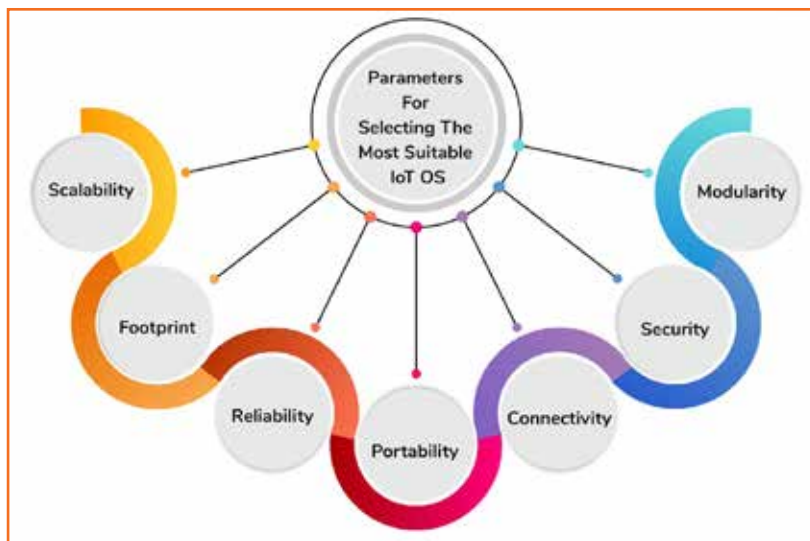 Parameters
For
Selecting The
Most Suitable
IoT OS
Scalability
Footprint
Reliability
Portability
Connectivity
Security
Modularity